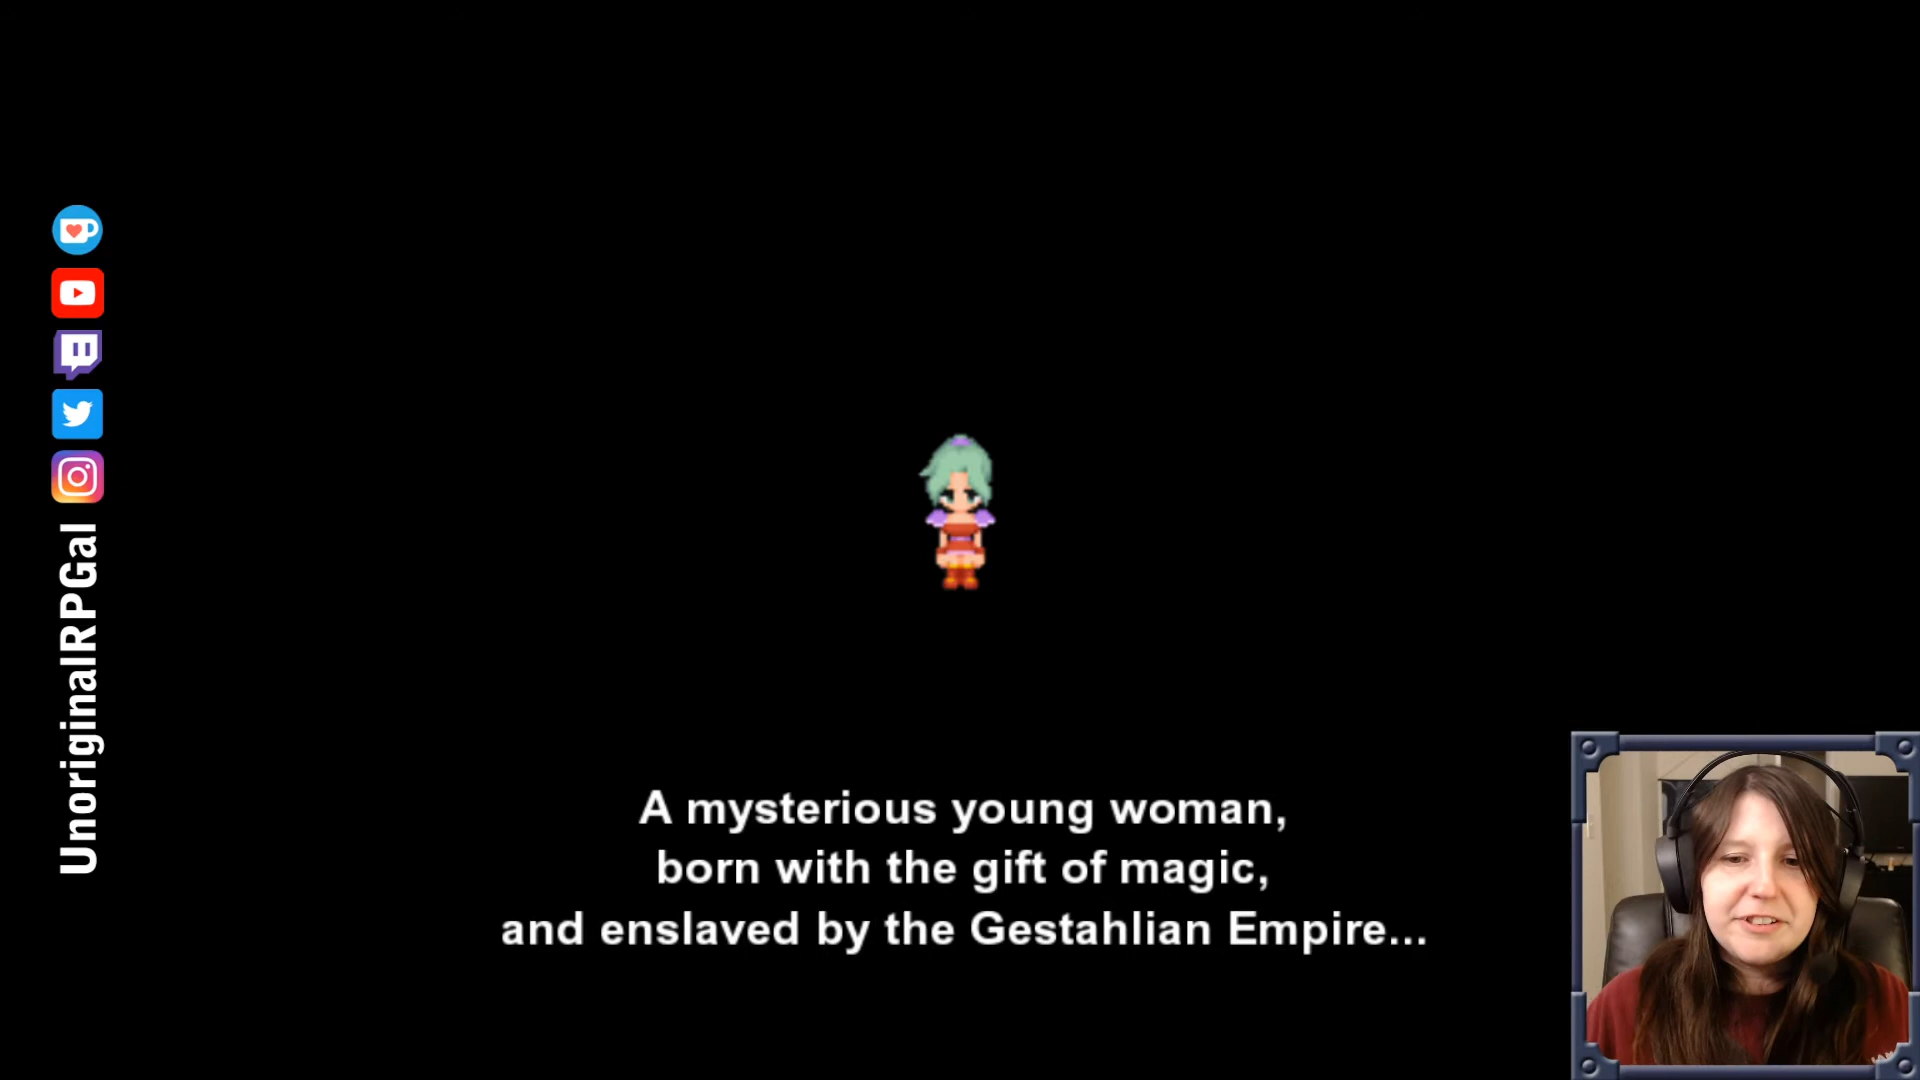 UnoriginalRPGal
A mysterious young woman,
born with the gift of magic,
and enslaved by the Gestahlian Empire...